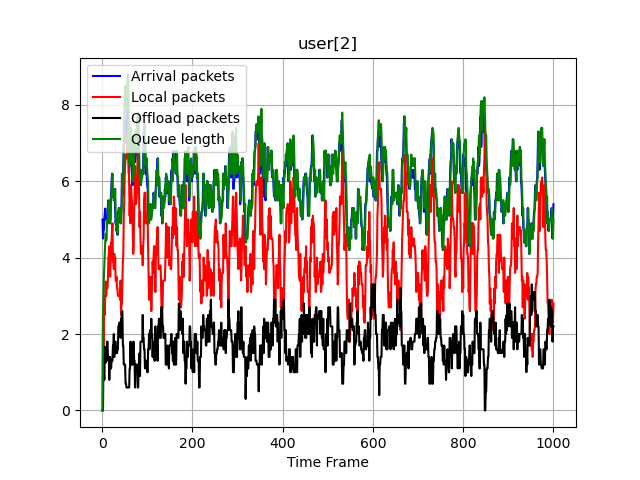 user[2]
Arrival packets
Local packets
Offload packets
Queue length
8
6
4
2
0
0 200 400 600 800 1000
Time Frame